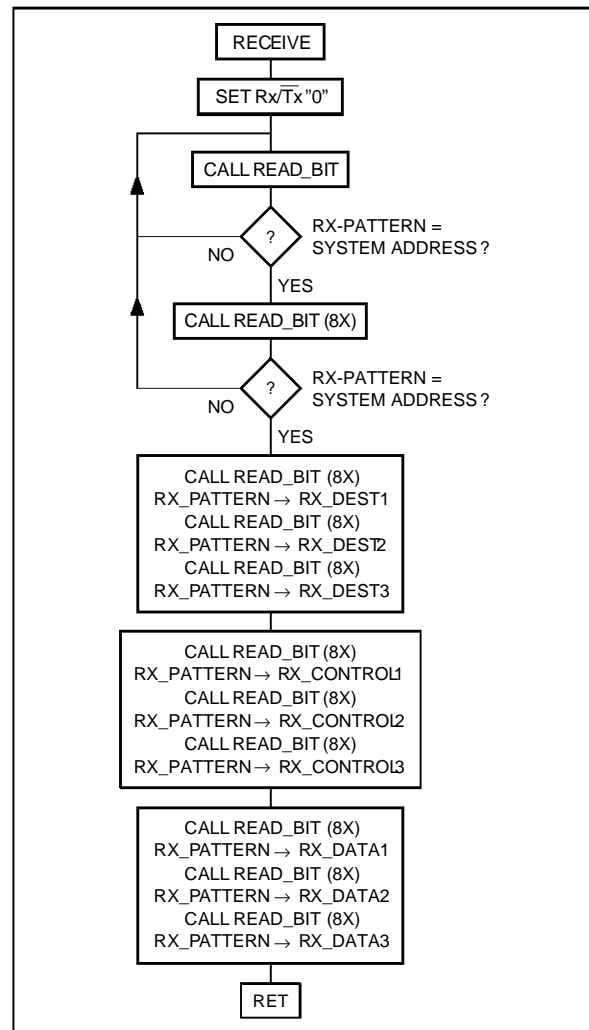 RECEIVE
SET Rx/T̅x̅ "0"
CALL READ_BIT
?
RX-PATTERN =
SYSTEM ADDRESS ?
NO
YES
CALL READ_BIT (8X)
?
RX-PATTERN =
SYSTEM ADDRESS ?
NO
YES
CALL READ_BIT (8X)
RX_PATTERN → RX_DEST1
CALL READ_BIT (8X)
RX_PATTERN → RX_DEST2
CALL READ_BIT (8X)
RX_PATTERN → RX_DEST3
CALL READ_BIT (8X)
RX_PATTERN → RX_CONTROL1
CALL READ_BIT (8X)
RX_PATTERN → RX_CONTROL2
CALL READ_BIT (8X)
RX_PATTERN → RX_CONTROL3
CALL READ_BIT (8X)
RX_PATTERN → RX_DATA1
CALL READ_BIT (8X)
RX_PATTERN → RX_DATA2
CALL READ_BIT (8X)
RX_PATTERN → RX_DATA3
RET